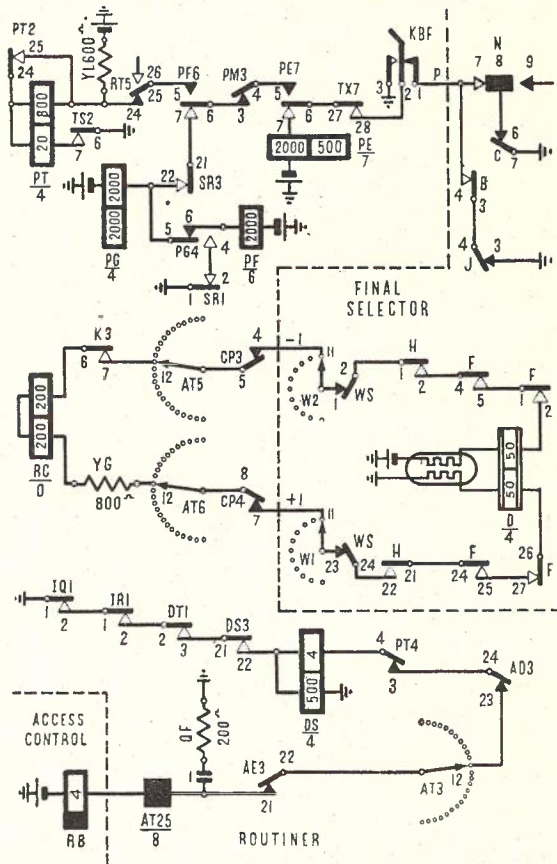 PT2
25
24
YL600
RT5
26
25
24
800
20
TS2
7
6
PT
4
PF6
5
7
6
PM3
4
3
PE7
5
7
6
27
TX7
28
2000
500
PE
7
KBF
3
2
1
P
N
8
7
9
6
C
7
B
4
3
4
J
3
21
22
SR3
2000
2000
2000
PG
4
6
5
4
PG4
2000
PF
6
2
1
SR1
FINAL
SELECTOR
K3
6
7
12
AT5
CP3
4
5
-1
11
W2
2
1
WS
H
1
2
F
4
5
F
1
2
200
200
RC
0
YG
800
12
AT6
8
CP4
7
+1
11
W1
23
WS
24
H
22
21
F
24
25
26
27
F
50
50
D
4
IQ1
1
2
IR1
1
2
DT1
2
3
DS3
21
22
4
500
DS
4
PT4
4
3
24
AD3
23
ACCESS
CONTROL
4
RB
AT25
8
QF
200
1
AE3
22
21
AT3
12
ROUTINER